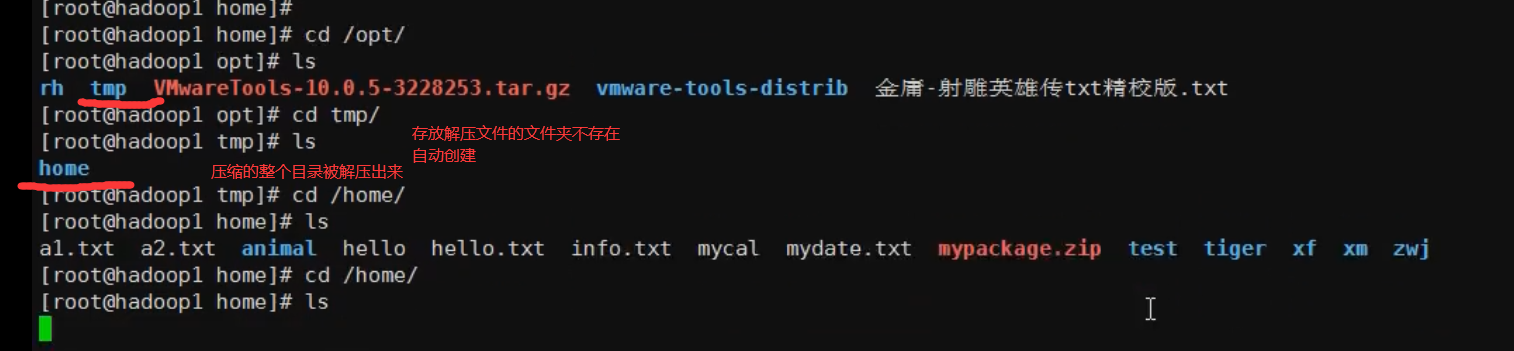 [root@hadoop1 home]#
[root@hadoop1 home]# cd /opt/
[root@hadoop1 opt]# ls
rh  tmp  VMwareTools-10.0.5-3228253.tar.gz  vmware-tools-distrib  金庸-射雕英雄传txt精校版.txt
[root@hadoop1 opt]# cd tmp/
存放解压文件的文件夹不存在
[root@hadoop1 tmp]# ls
自动创建
home
压缩的整个目录被解压出来
[root@hadoop1 tmp]# cd /home/
[root@hadoop1 home]# ls
a1.txt  a2.txt  animal  hello  hello.txt  info.txt  mycal  mydate.txt  mypackage.zip  test  tiger  xf  xm  zwj
[root@hadoop1 home]# cd /home/
[root@hadoop1 home]# ls